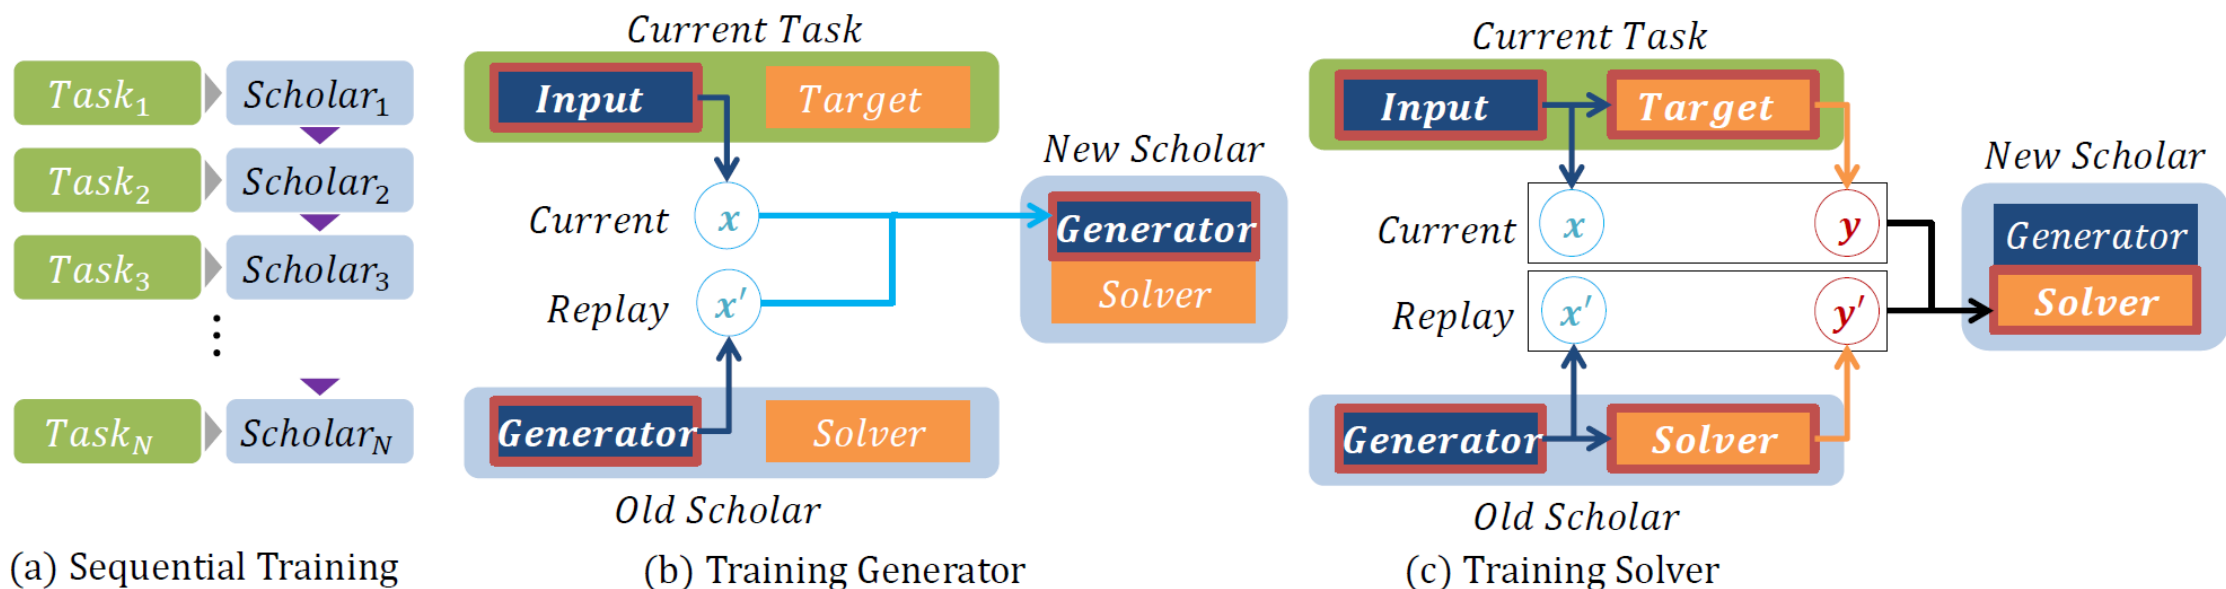 Task₁
Scholar₁
Task₂
Scholar₂
Task₃
Scholar₃
⋮
Task_N
Scholar_N
(a) Sequential Training
Current Task
Input
Target
Current
x
Replay
x′
New Scholar
Generator
Solver
Generator
Solver
Old Scholar
(b) Training Generator
Current Task
Input
Target
Current
x
y
Replay
x′
y′
New Scholar
Generator
Solver
Generator
Solver
Old Scholar
(c) Training Solver